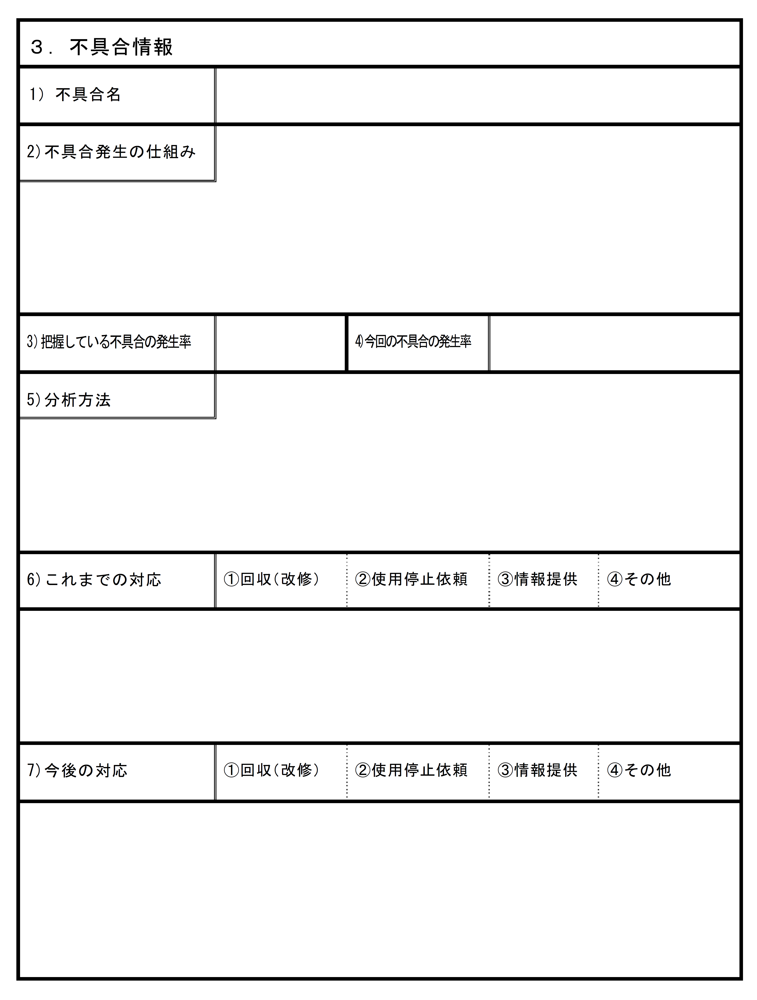 ３． 不具合情報
1) 不具合名
2)不具合発生の仕組み
3)把握している不具合の発生率 4)今回の不具合の発生率
5)分析方法
6)これまでの対応 ①回収(改修) ②使用停止依頼 ③情報提供 ④その他
7)今後の対応 ①回収(改修) ②使用停止依頼 ③情報提供 ④その他